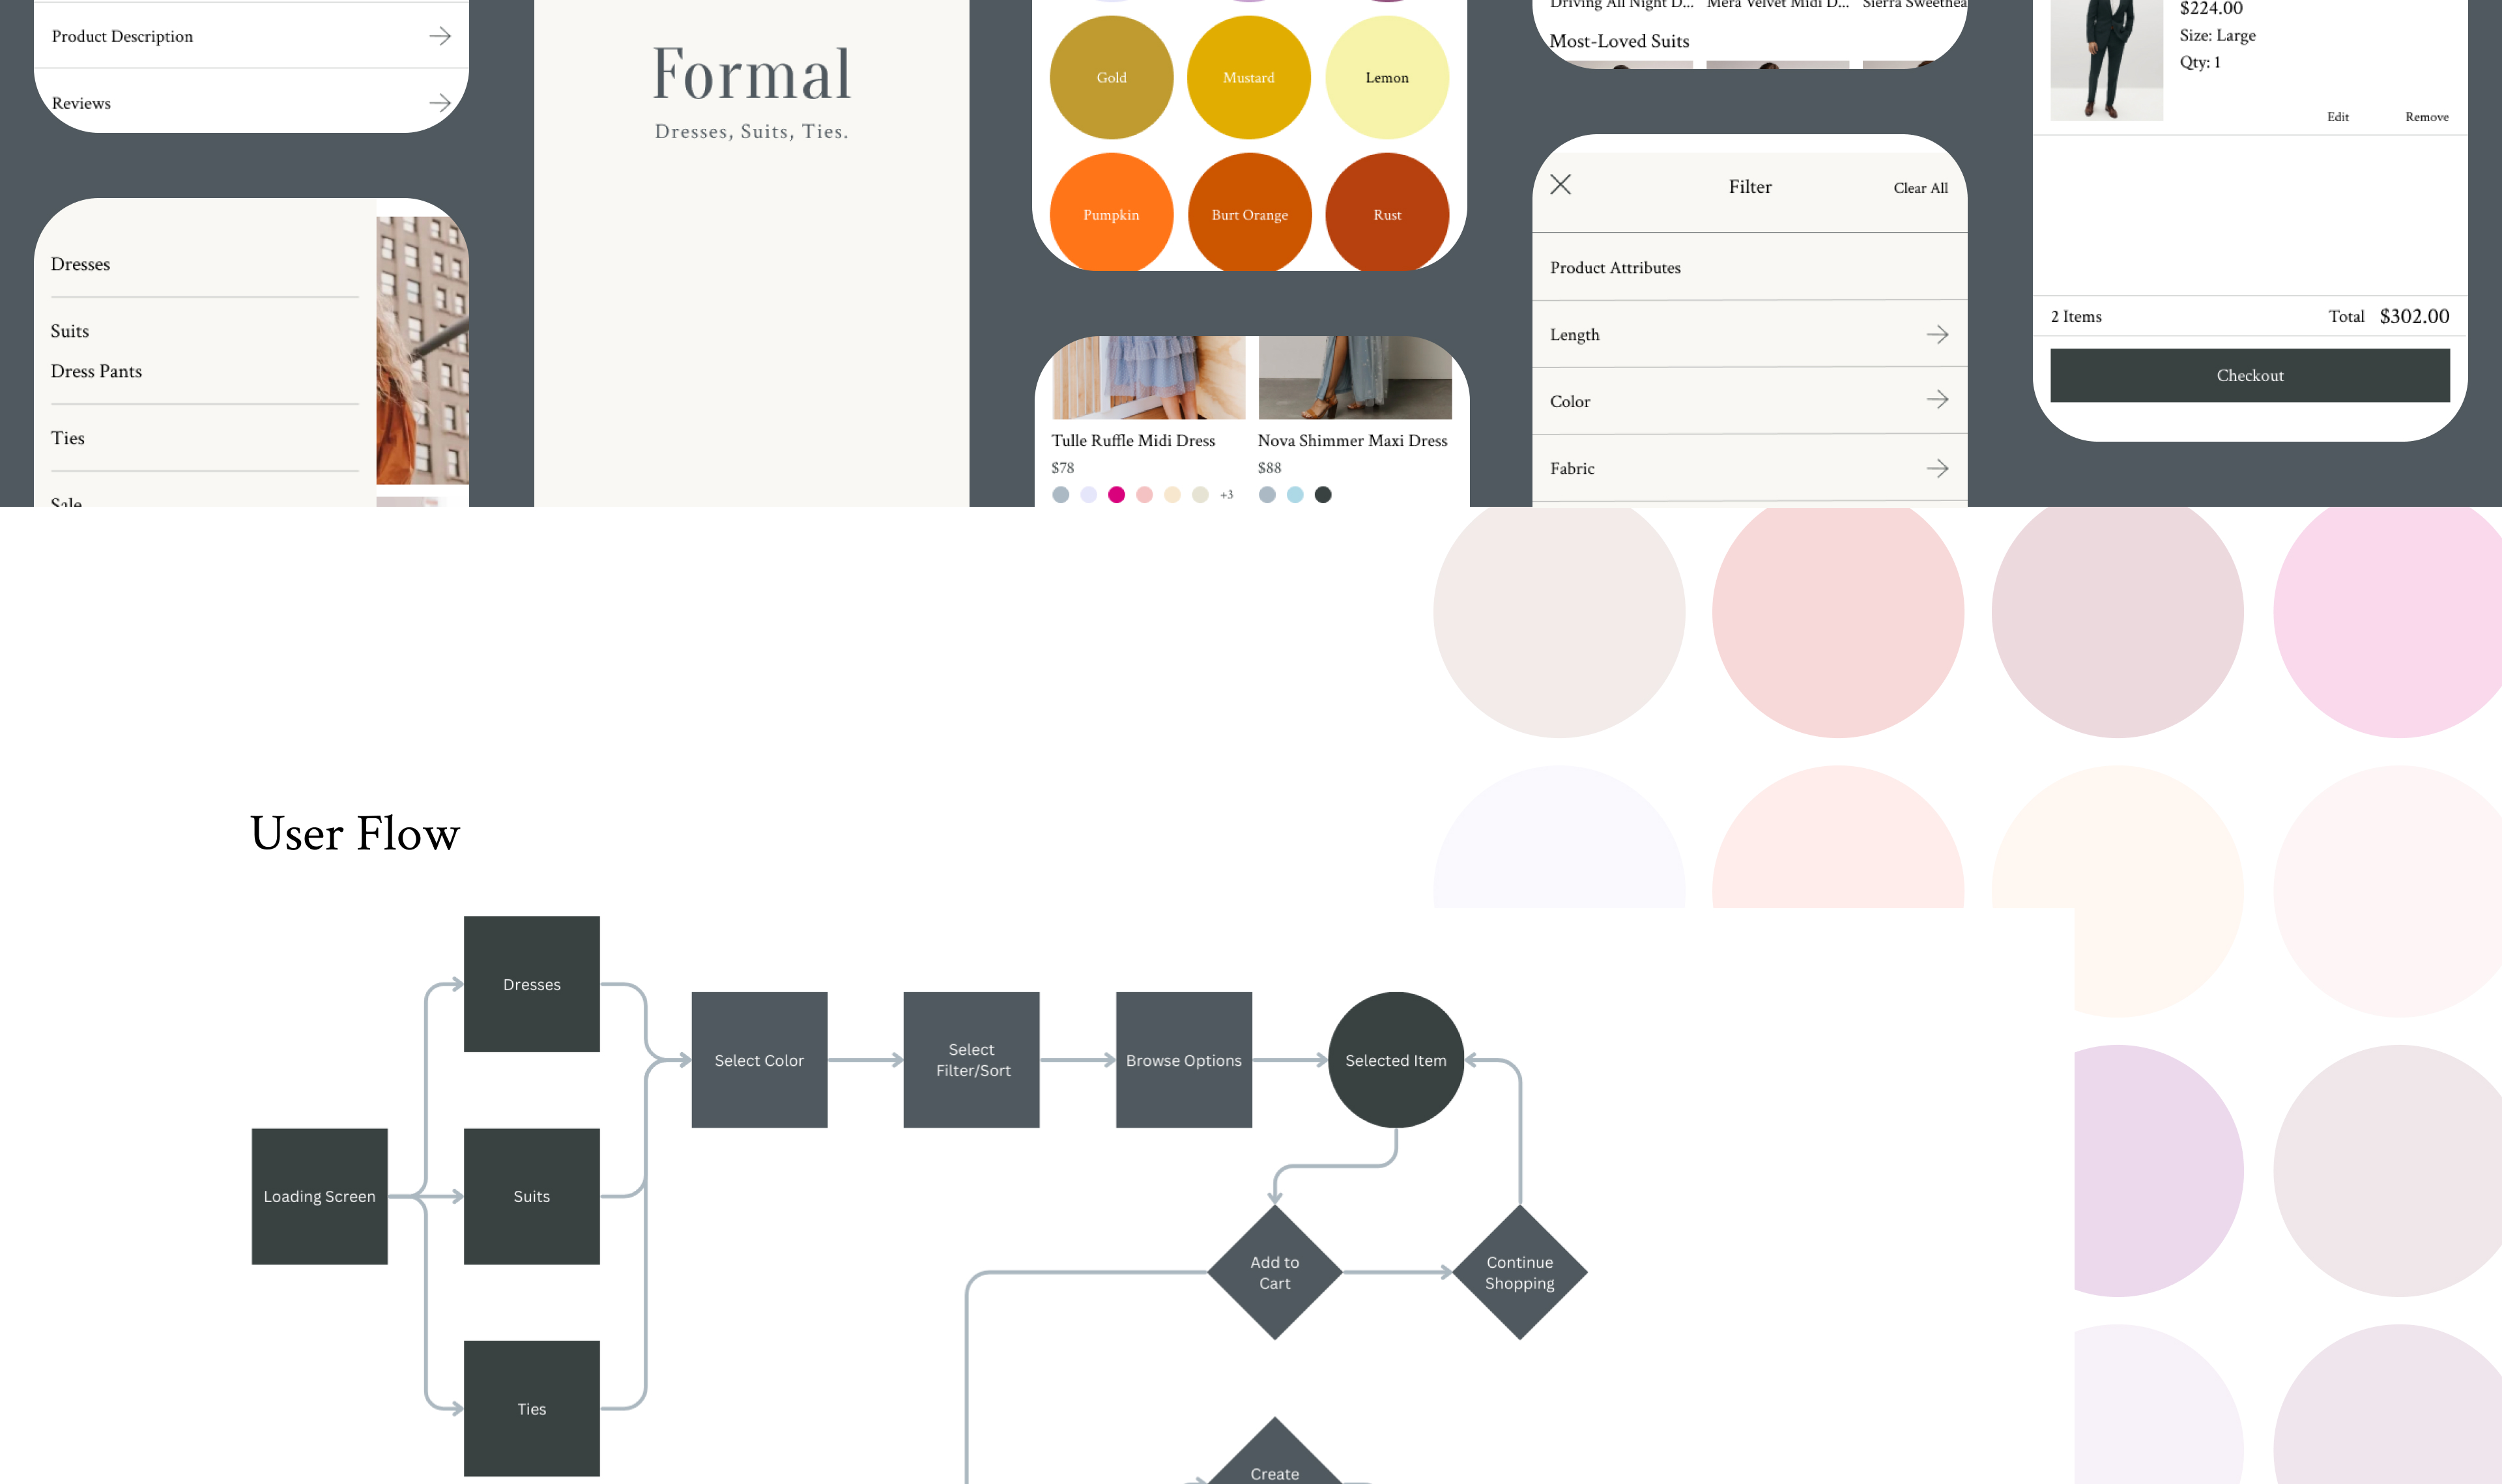 Product Description
Reviews
Dresses
Suits
Dress Pants
Ties
Sale
Formal
Dresses, Suits, Ties.
Gold
Mustard
Lemon
Pumpkin
Burt Orange
Rust
Tulle Ruffle Midi Dress
$78
+3
Nova Shimmer Maxi Dress
$88
Driving All Night D...
Mera Velvet Midi D...
Sierra Sweethea
Most-Loved Suits
Filter
Clear All
Product Attributes
Length
Color
Fabric
$224.00
Size: Large
Qty: 1
Edit
Remove
2 Items
Total $302.00
Checkout
User Flow
Loading Screen
Dresses
Suits
Ties
Select Color
Select
Filter/Sort
Browse Options
Selected Item
Add to
Cart
Continue
Shopping
Create